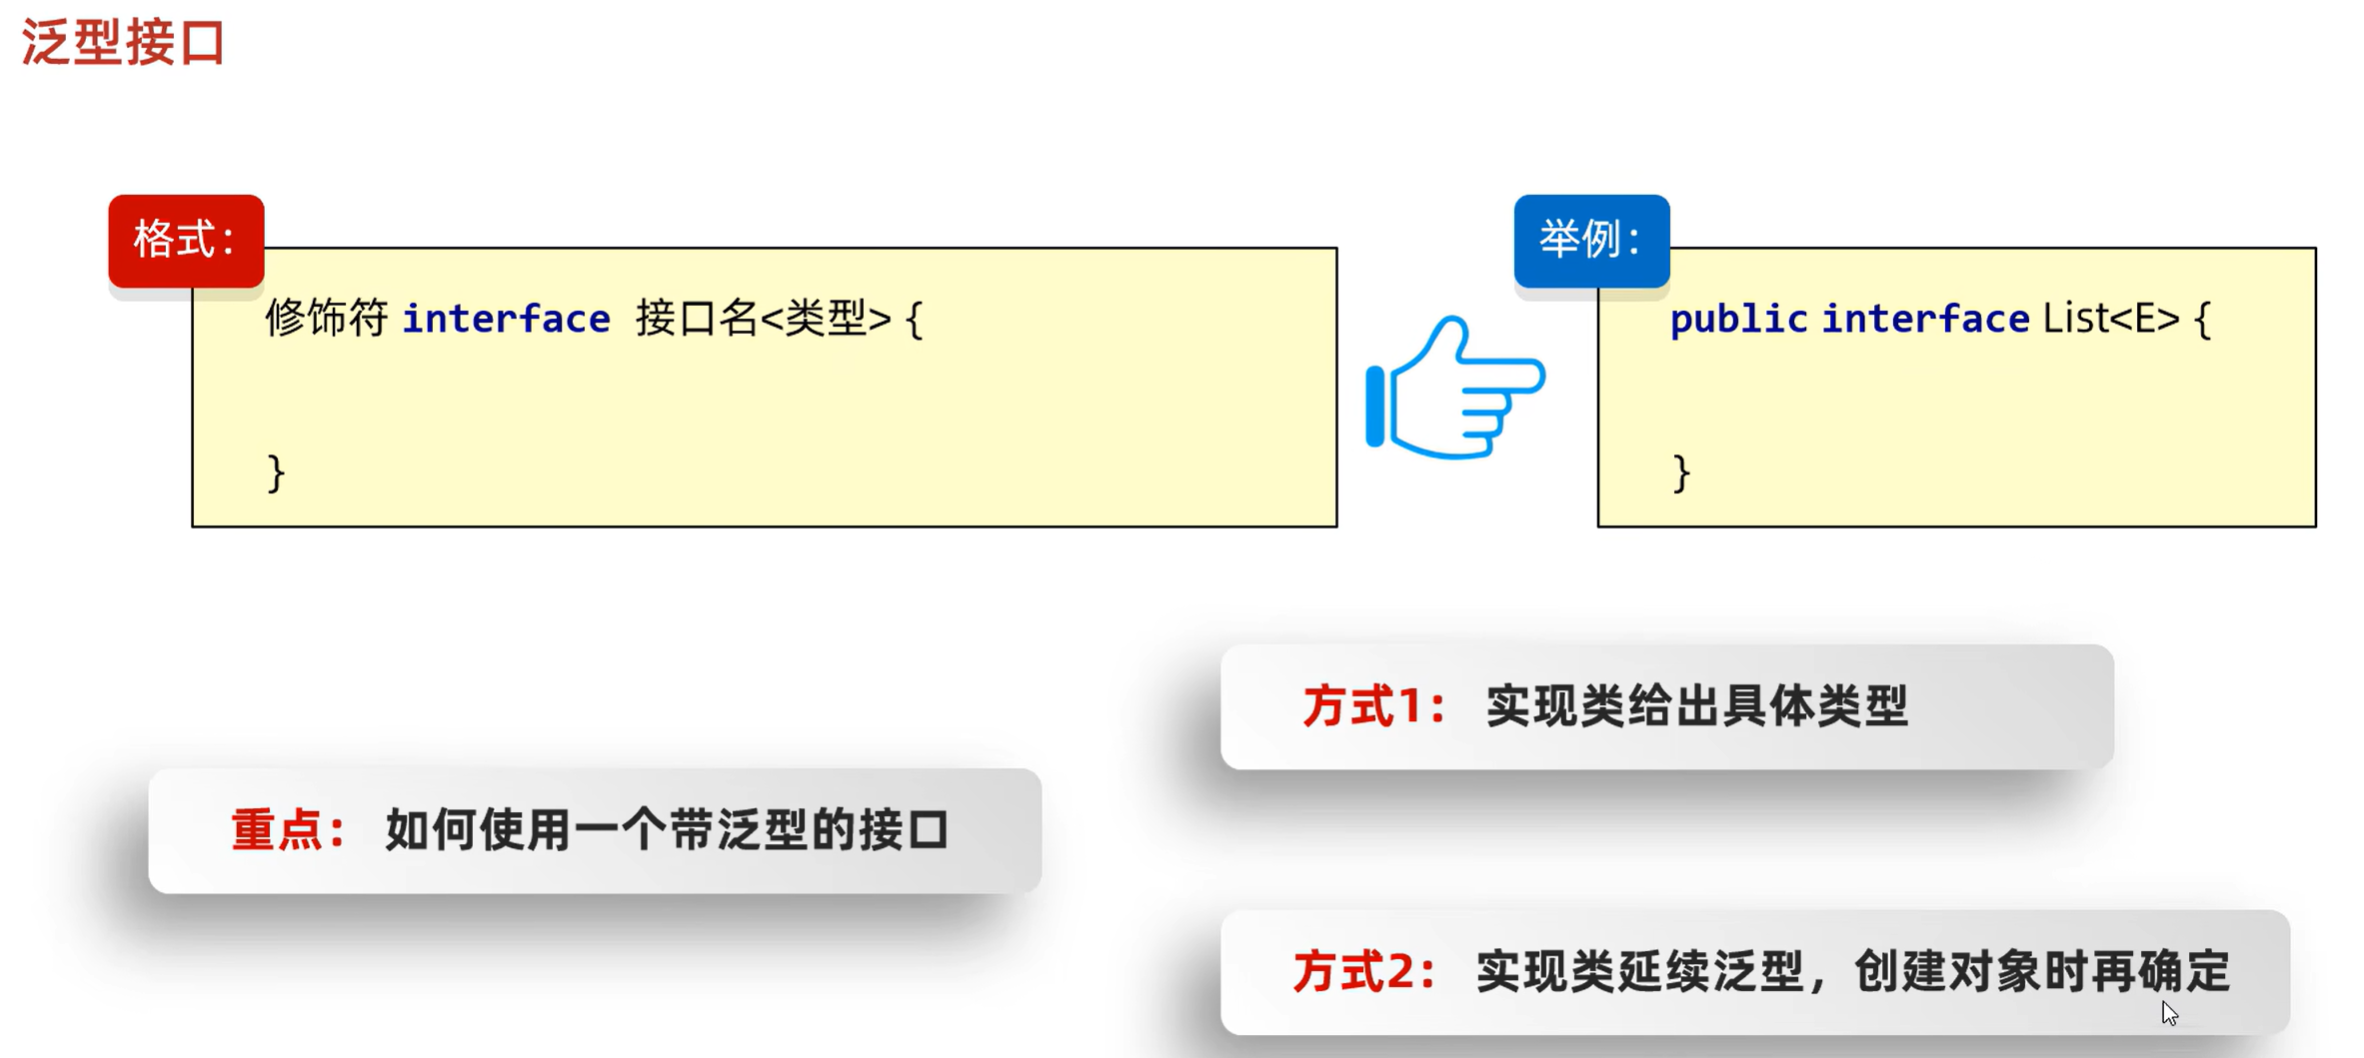 泛型接口
格式：
修饰符 interface 接口名<类型> {
}
举例：
public interface List<E> {
}
重点： 如何使用一个带泛型的接口
方式1： 实现类给出具体类型
方式2： 实现类延续泛型，创建对象时再确定